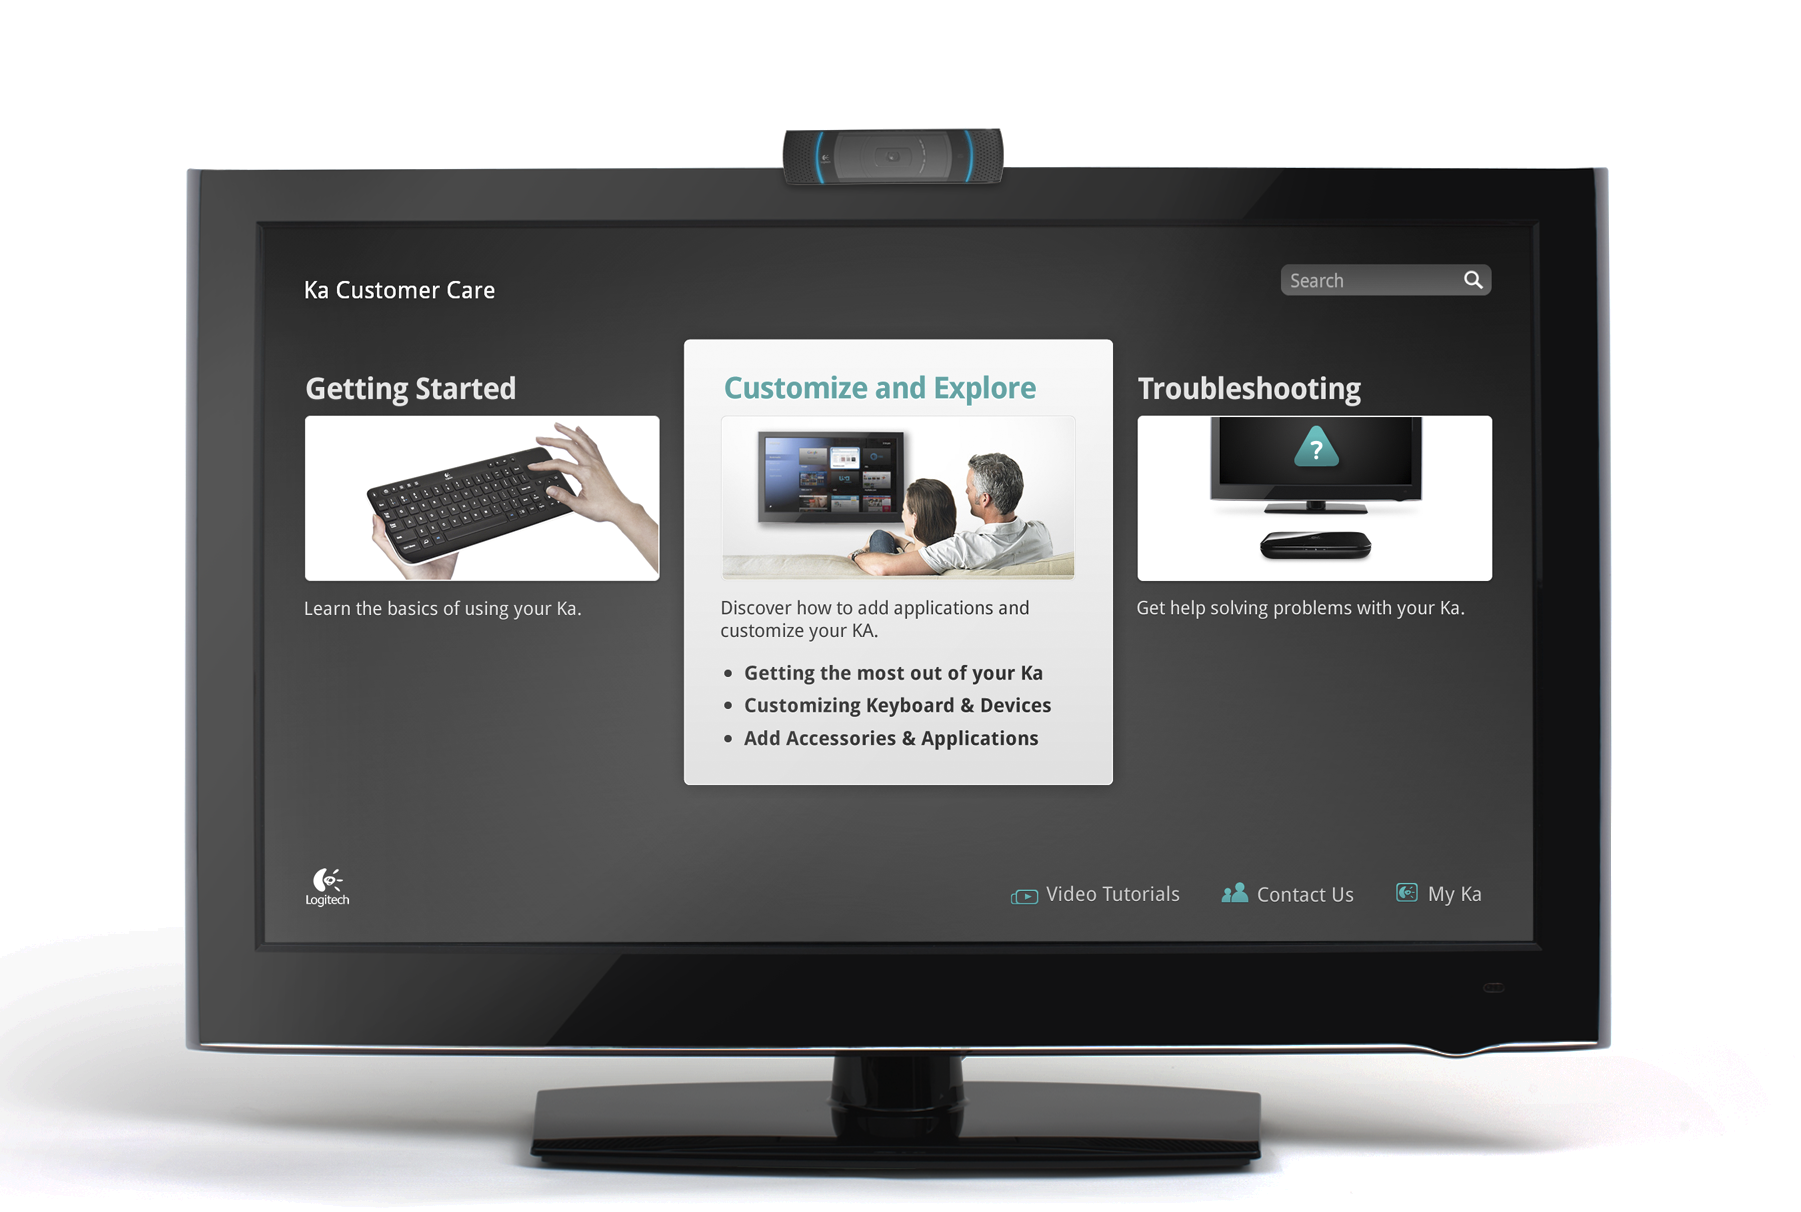 Ka Customer Care
Search
Getting Started
Learn the basics of using your Ka.
Customize and Explore
Discover how to add applications and
customize your KA.
• Getting the most out of your Ka
• Customizing Keyboard & Devices
• Add Accessories & Applications
Troubleshooting
?
Get help solving problems with your Ka.
Logitech
Video Tutorials
Contact Us
My Ka